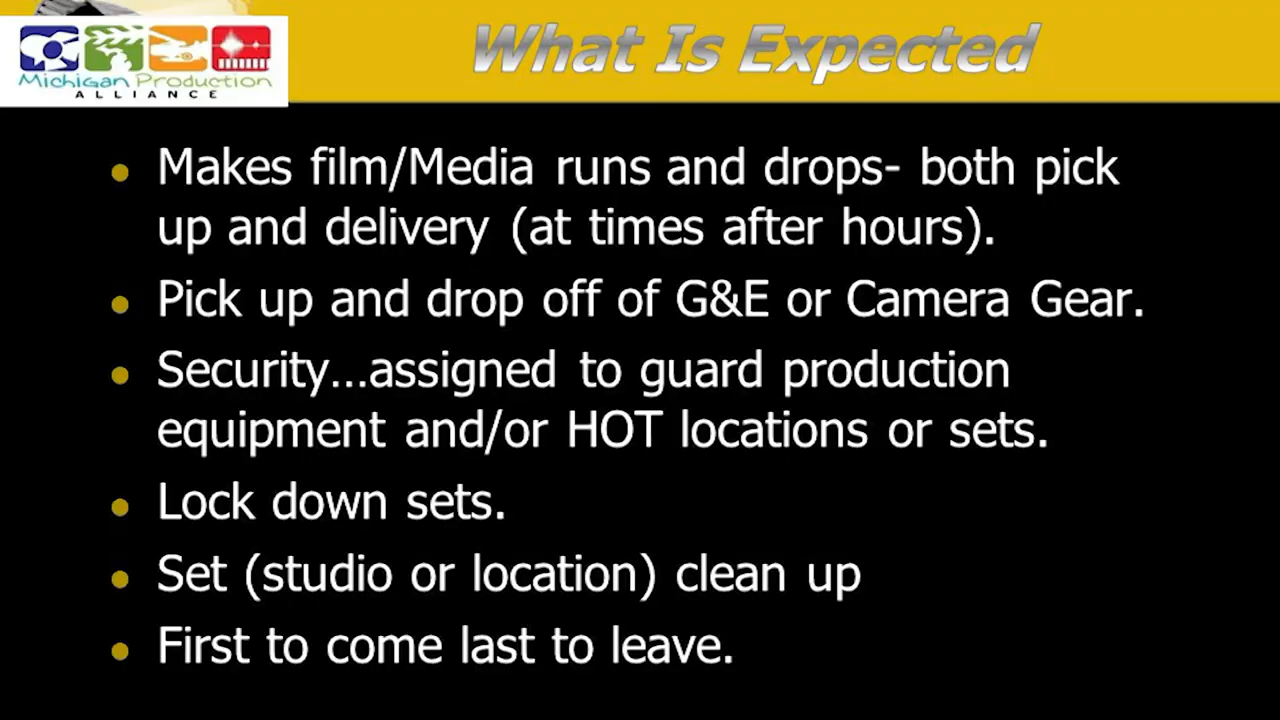 What Is Expected
Michigan Production
ALLIANCE
Makes film/Media runs and drops- both pick
up and delivery (at times after hours).
Pick up and drop off of G&E or Camera Gear.
Security...assigned to guard production
equipment and/or HOT locations or sets.
Lock down sets.
Set (studio or location) clean up
First to come last to leave.